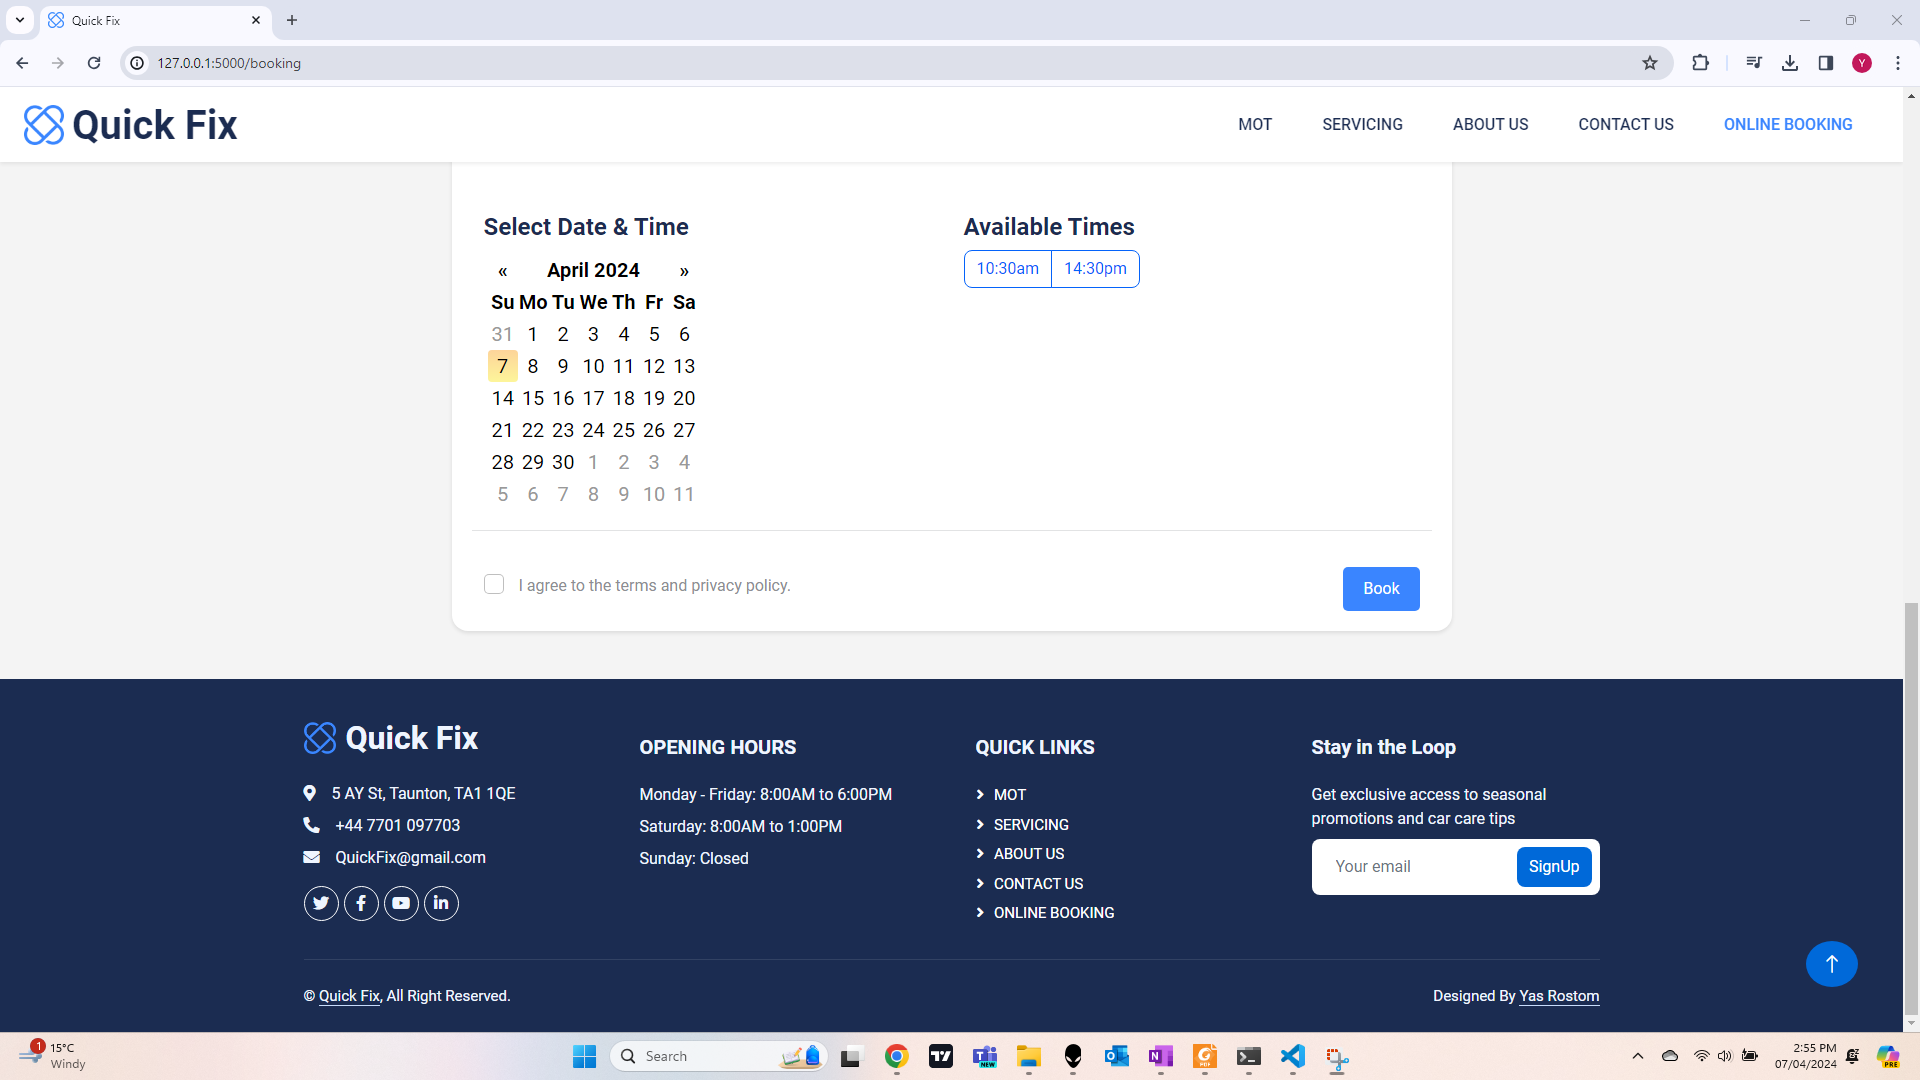 Quick Fix
127.0.0.1:5000/booking
Y
Quick Fix
MOT SERVICING ABOUT US CONTACT US ONLINE BOOKING
Select Date & Time
« April 2024 »
Su Mo Tu We Th Fr Sa
31 1 2 3 4 5 6
7 8 9 10 11 12 13
14 15 16 17 18 19 20
21 22 23 24 25 26 27
28 29 30 1 2 3 4
5 6 7 8 9 10 11
Available Times
10:30am 14:30pm
I agree to the terms and privacy policy.
Book
Quick Fix
5 AY St, Taunton, TA1 1QE
+44 7701 097703
QuickFix@gmail.com
OPENING HOURS
Monday - Friday: 8:00AM to 6:00PM
Saturday: 8:00AM to 1:00PM
Sunday: Closed
QUICK LINKS
MOT
SERVICING
ABOUT US
CONTACT US
ONLINE BOOKING
Stay in the Loop
Get exclusive access to seasonal
promotions and car care tips
Your email
SignUp
© Quick Fix, All Right Reserved.
Designed By Yas Rostom
1
15°C
Windy
Search
NEW
2:55 PM
07/04/2024
PRE